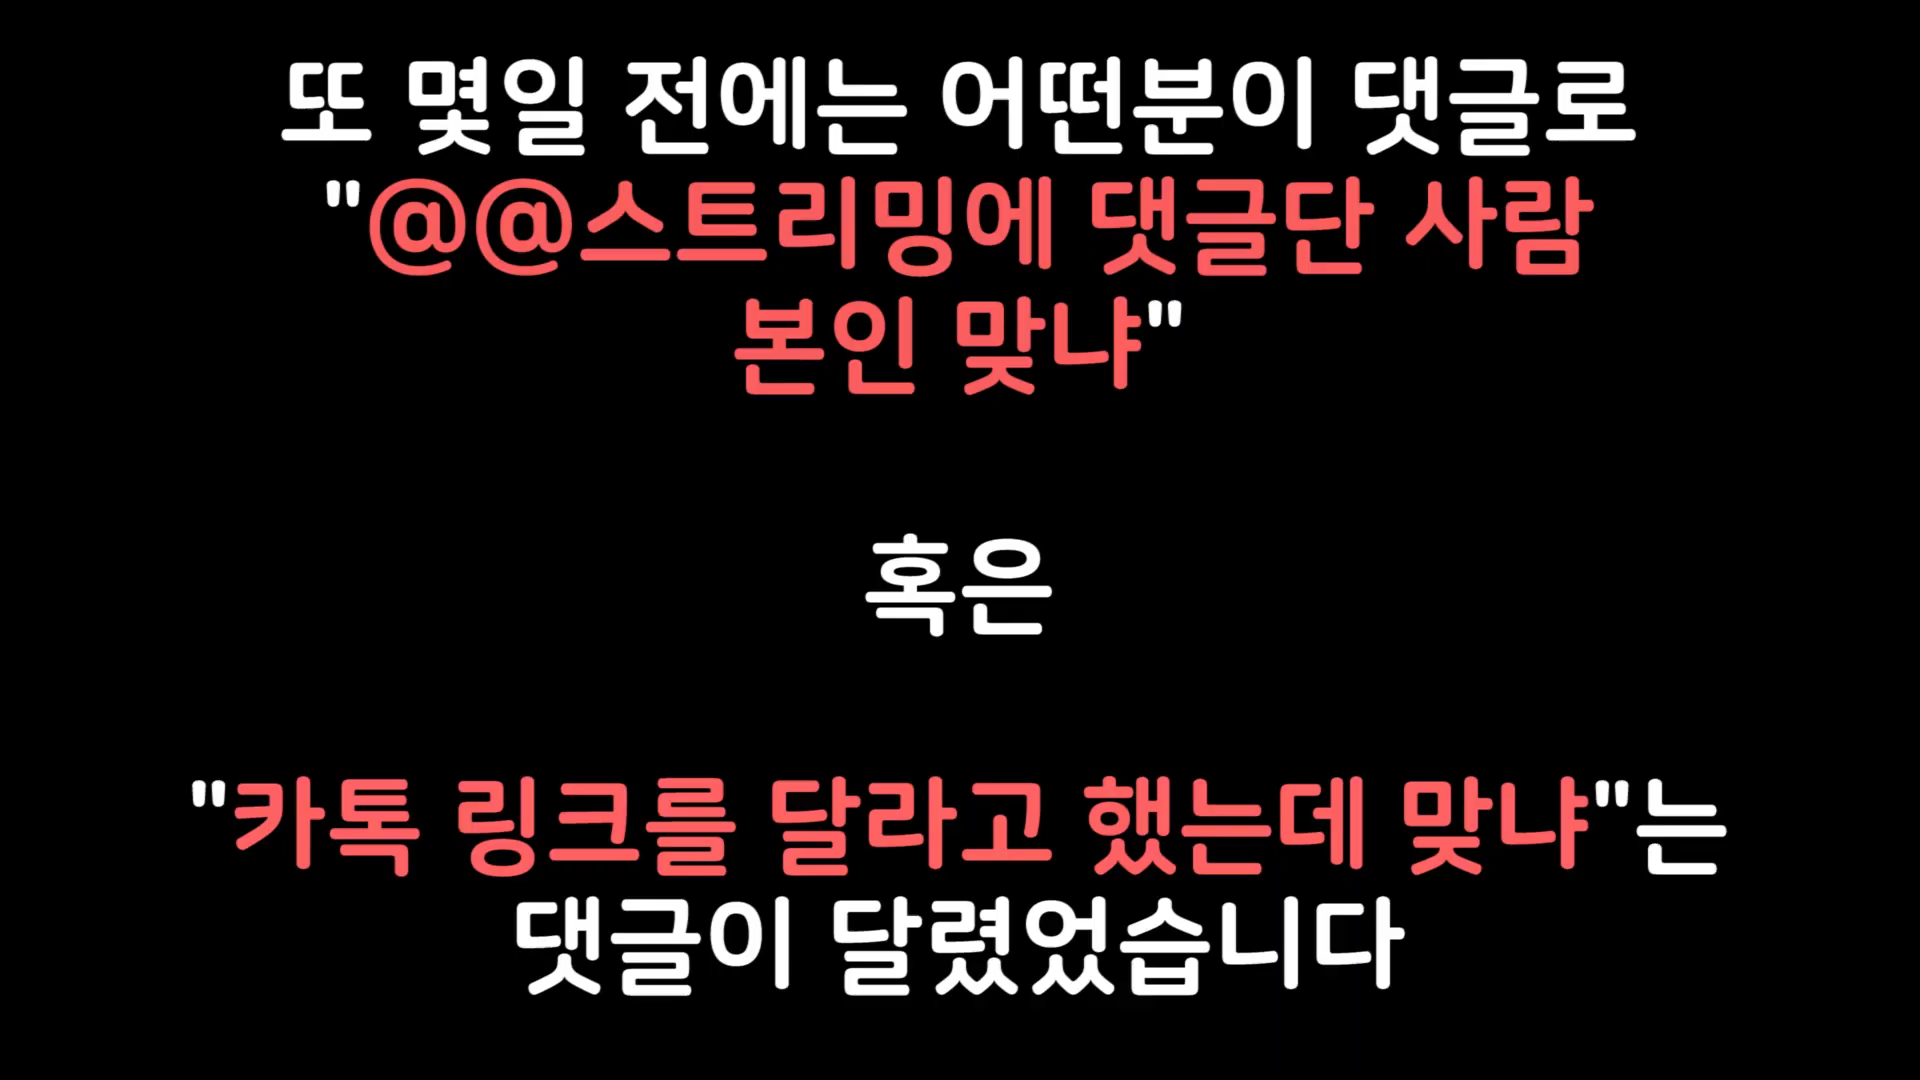 또 몇일 전에는 어떤분이 댓글로
"@@스트리밍에 댓글단 사람
본인 맞냐"
혹은
"카톡 링크를 달라고 했는데 맞냐"는
댓글이 달렸었습니다